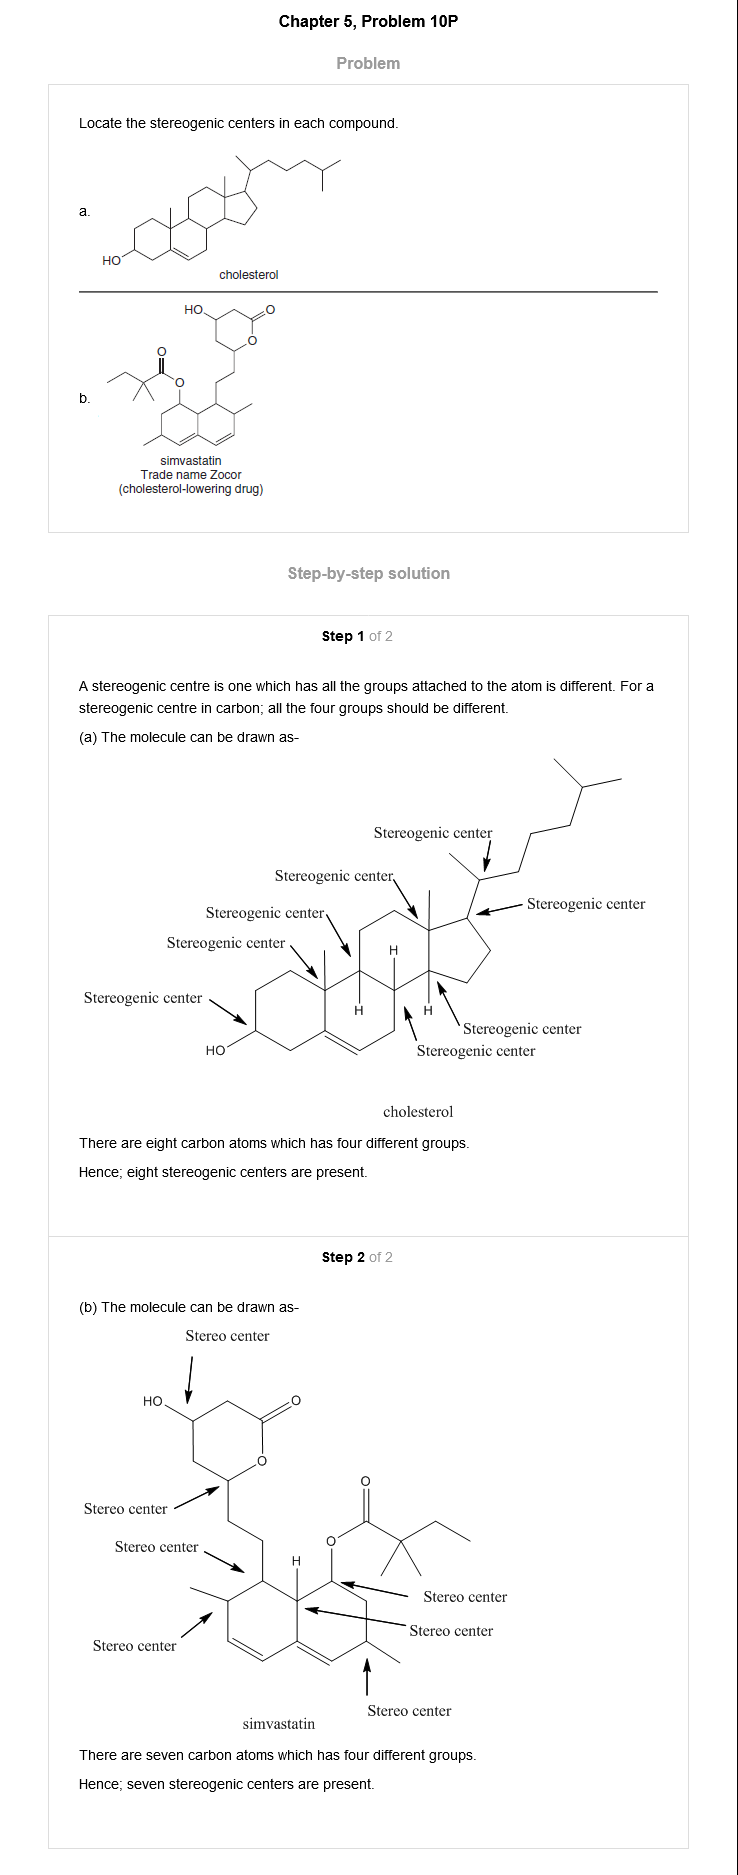 Chapter 5, Problem 10P
Problem
Locate the stereogenic centers in each compound.
a.
HO
cholesterol
HO
O
O
O
O
b.
simvastatin
Trade name Zocor
(cholesterol-lowering drug)
Step-by-step solution
Step 1 of 2
A stereogenic centre is one which has all the groups attached to the atom is different. For a
stereogenic centre in carbon; all the four groups should be different.
(a) The molecule can be drawn as-
Stereogenic center
Stereogenic center
Stereogenic center
Stereogenic center
Stereogenic center
H
Stereogenic center
H
H
Stereogenic center
HO
Stereogenic center
cholesterol
There are eight carbon atoms which has four different groups.
Hence; eight stereogenic centers are present.
Step 2 of 2
(b) The molecule can be drawn as-
Stereo center
HO
O
O
O
Stereo center
O
Stereo center
H
Stereo center
Stereo center
Stereo center
Stereo center
simvastatin
There are seven carbon atoms which has four different groups.
Hence; seven stereogenic centers are present.